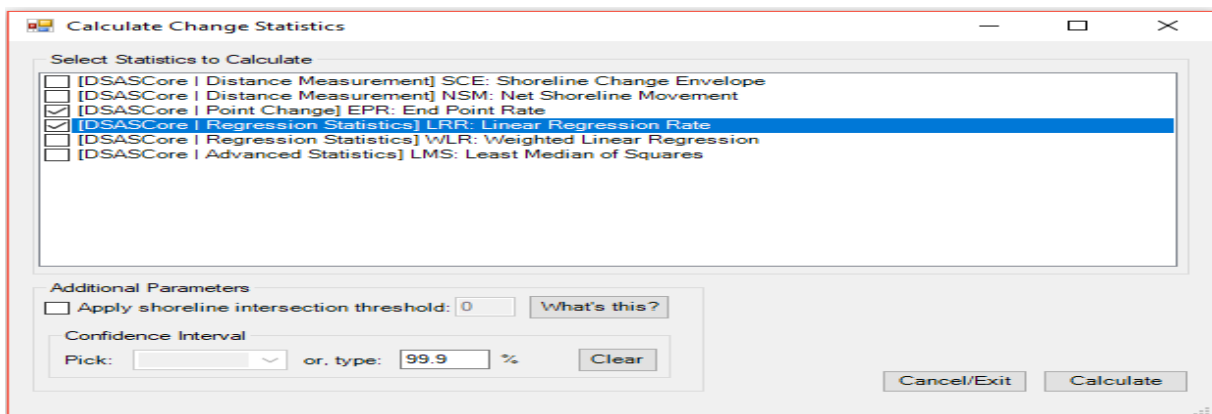 Calculate Change Statistics
Select Statistics to Calculate
[DSASCore | Distance Measurement] SCE: Shoreline Change Envelope
[DSASCore | Distance Measurement] NSM: Net Shoreline Movement
[DSASCore | Point Change] EPR: End Point Rate
[DSASCore | Regression Statistics] LRR: Linear Regression Rate
[DSASCore | Regression Statistics] WLR: Weighted Linear Regression
[DSASCore | Advanced Statistics] LMS: Least Median of Squares
Additional Parameters
Apply shoreline intersection threshold: 0 What's this?
Confidence Interval
Pick: or, type: 99.9 % Clear
Cancel/Exit Calculate